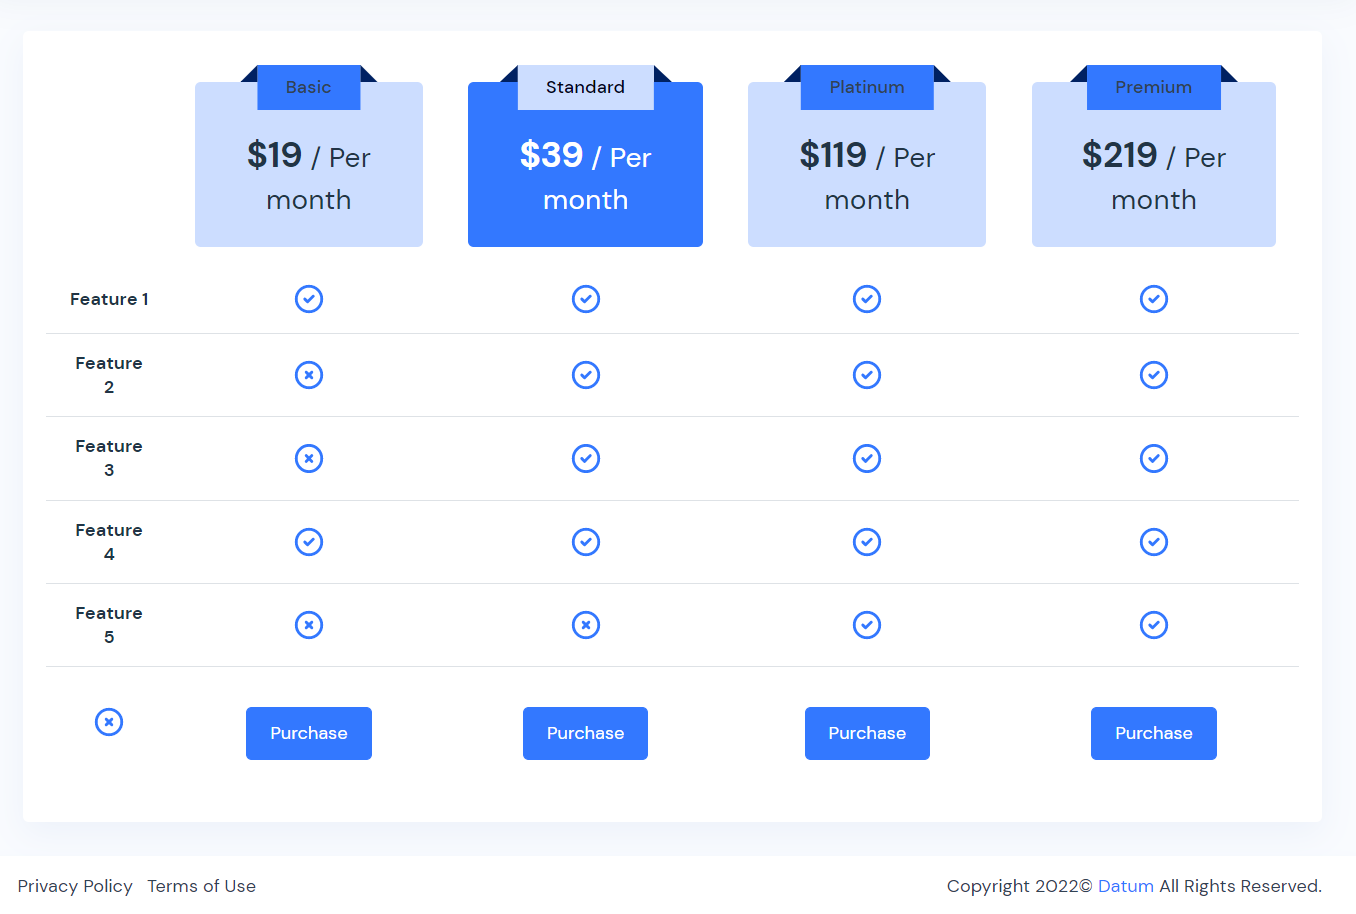 Basic
Standard
Platinum
Premium
$19 / Per
month
$39 / Per
month
$119 / Per
month
$219 / Per
month
Feature 1
Feature
2
Feature
3
Feature
4
Feature
5
Purchase
Purchase
Purchase
Purchase
Privacy Policy Terms of Use
Copyright 2022© Datum All Rights Reserved.